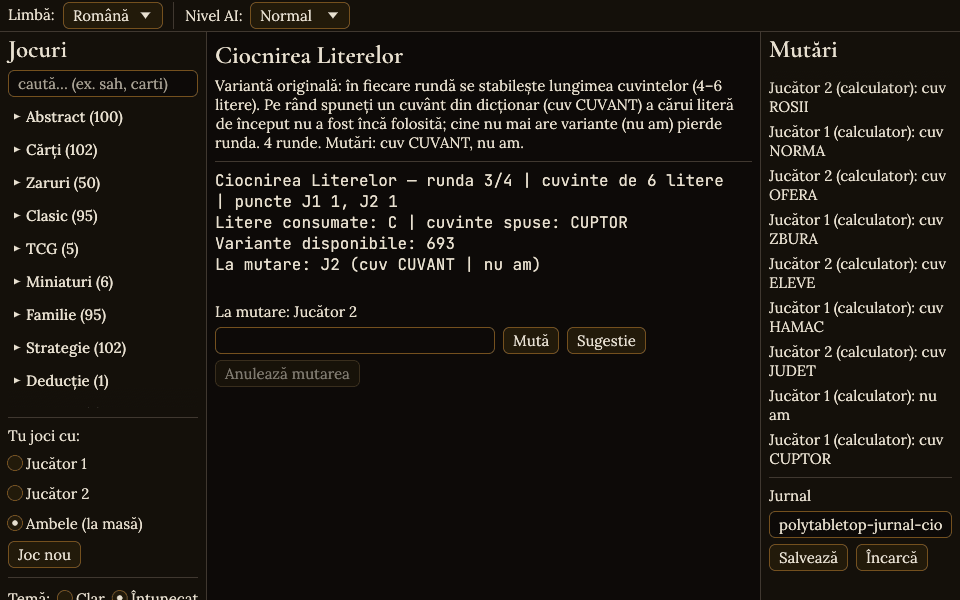 Limbă: Română ▼ Nivel AI: Normal ▼
Jocuri
caută... (ex. sah, carti)
▸ Abstract (100)
▸ Cărți (102)
▸ Zaruri (50)
▸ Clasic (95)
▸ TCG (5)
▸ Miniaturi (6)
▸ Familie (95)
▸ Strategie (102)
▸ Deducție (1)
Tu joci cu:
Jucător 1
Jucător 2
Ambele (la masă)
Joc nou
Temă: Clar Întunecat
Ciocnirea Literelor
Variantă originală: în fiecare rundă se stabilește lungimea cuvintelor (4–6
litere). Pe rând spuneți un cuvânt din dicționar (cuv CUVANT) a cărui literă
de început nu a fost încă folosită; cine nu mai are variante (nu am) pierde
runda. 4 runde. Mutări: cuv CUVANT, nu am.
Ciocnirea Literelor — runda 3/4 | cuvinte de 6 litere
| puncte J1 1, J2 1
Litere consumate: C | cuvinte spuse: CUPTOR
Variante disponibile: 693
La mutare: J2 (cuv CUVANT | nu am)
La mutare: Jucător 2
Mută Sugestie
Anulează mutarea
Mutări
Jucător 2 (calculator): cuv
ROSII
Jucător 1 (calculator): cuv
NORMA
Jucător 2 (calculator): cuv
OFERA
Jucător 1 (calculator): cuv
ZBURA
Jucător 2 (calculator): cuv
ELEVE
Jucător 1 (calculator): cuv
HAMAC
Jucător 2 (calculator): cuv
JUDET
Jucător 1 (calculator): nu
am
Jucător 1 (calculator): cuv
CUPTOR
Jurnal
polytabletop-jurnal-cio
Salvează Încarcă